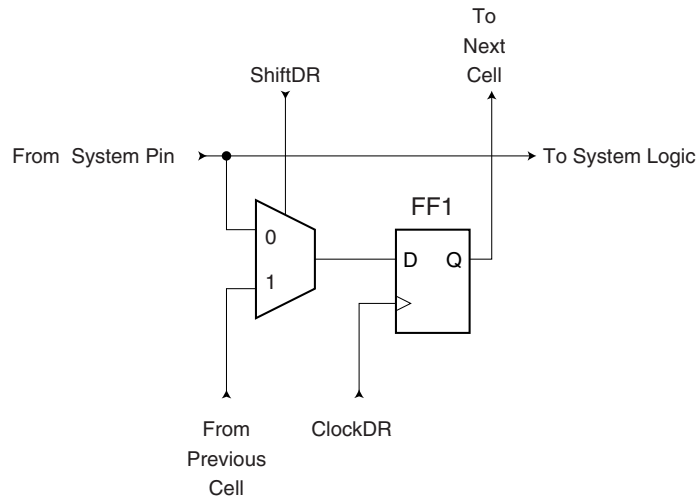 To
Next
Cell
ShiftDR
From System Pin
To System Logic
FF1
0
D Q
1
From
Previous
Cell
ClockDR